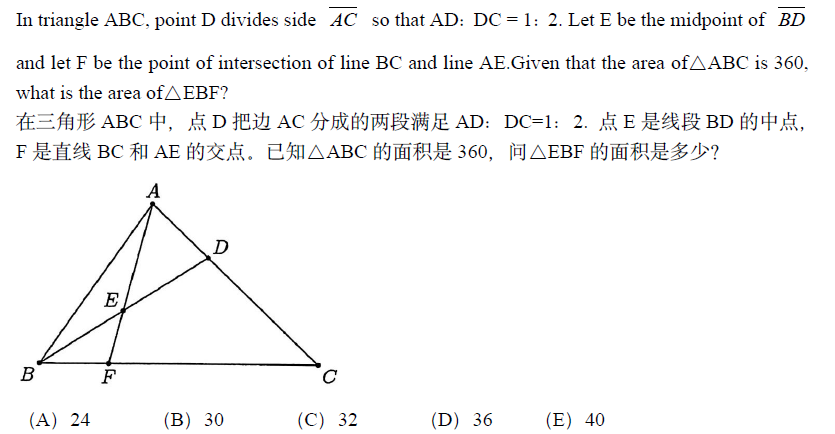 In triangle ABC, point D divides side AC so that AD：DC = 1：2. Let E be the midpoint of BD
and let F be the point of intersection of line BC and line AE.Given that the area of△ABC is 360,
what is the area of△EBF?
在三角形 ABC 中，点 D 把边 AC 分成的两段满足 AD：DC=1：2. 点 E 是线段 BD 的中点，
F 是直线 BC 和 AE 的交点。已知△ABC 的面积是 360，问△EBF 的面积是多少？
A
D
E
B
F
C
(A) 24 (B) 30 (C) 32 (D) 36 (E) 40